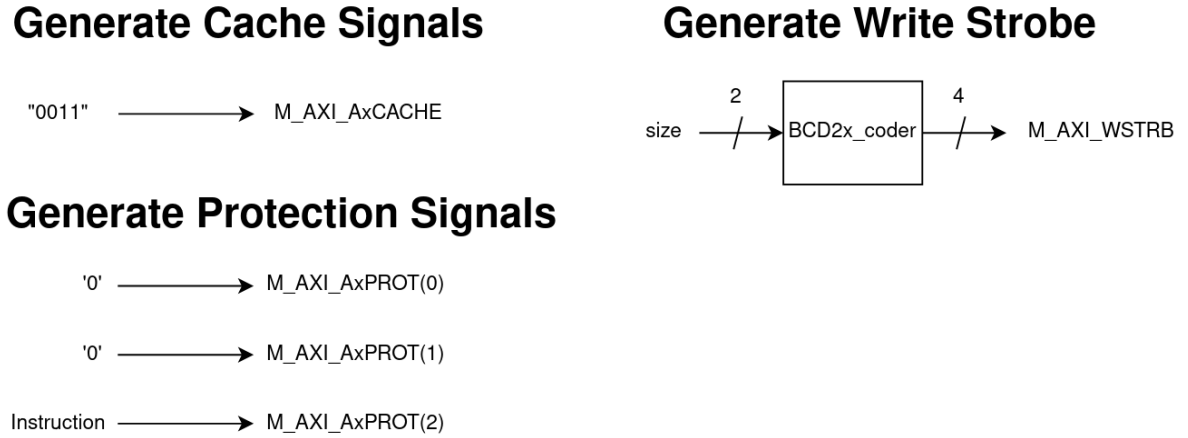 Generate Cache Signals
"0011" M_AXI_AxCACHE
Generate Protection Signals
'0' M_AXI_AxPROT(0)
'0' M_AXI_AxPROT(1)
Instruction M_AXI_AxPROT(2)
Generate Write Strobe
2 4
size BCD2x_coder M_AXI_WSTRB